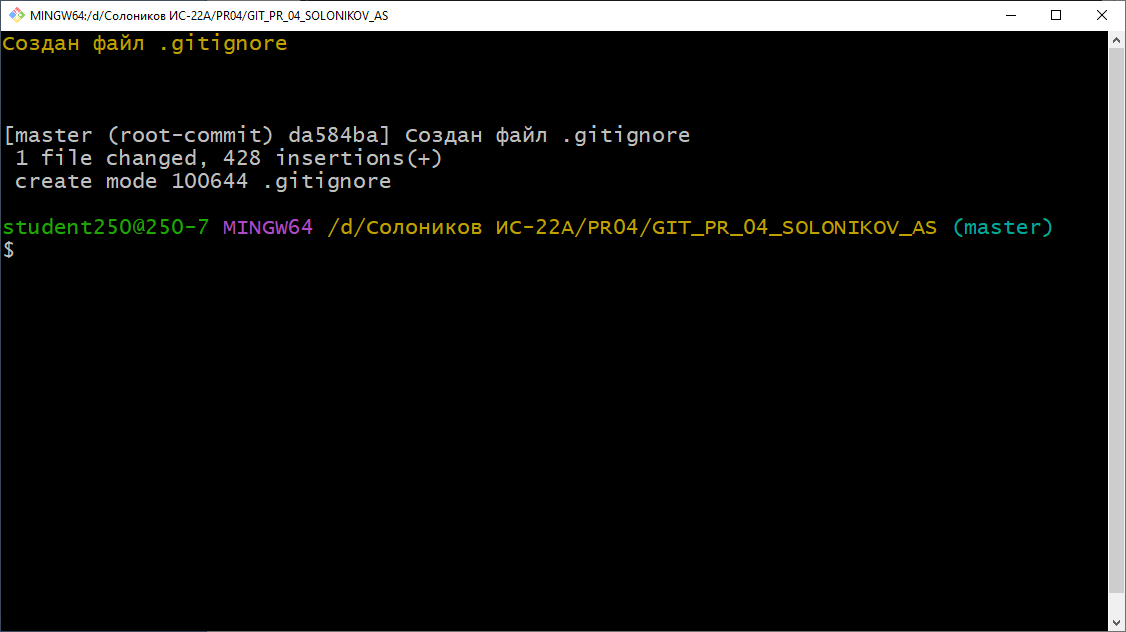 MINGW64:/d/Солоников ИС-22А/PR04/GIT_PR_04_SOLONIKOV_AS
Создан файл .gitignore
[master (root-commit) da584ba] Создан файл .gitignore
1 file changed, 428 insertions(+)
create mode 100644 .gitignore
student250@250-7 MINGW64 /d/Солоников ИС-22А/PR04/GIT_PR_04_SOLONIKOV_AS (master)
$